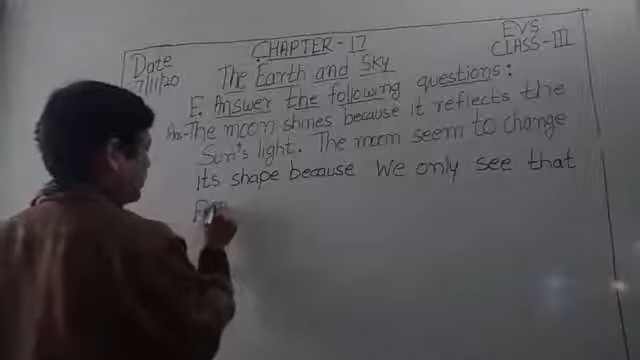 CHAPTER-17
EVS
Date
CLASS-III
7/11/20
The Earth and Sky
E. Answer the following questions:
Ans-The moon shines because it reflects the
Sun's light. The moon seem to change
its shape because We only see that